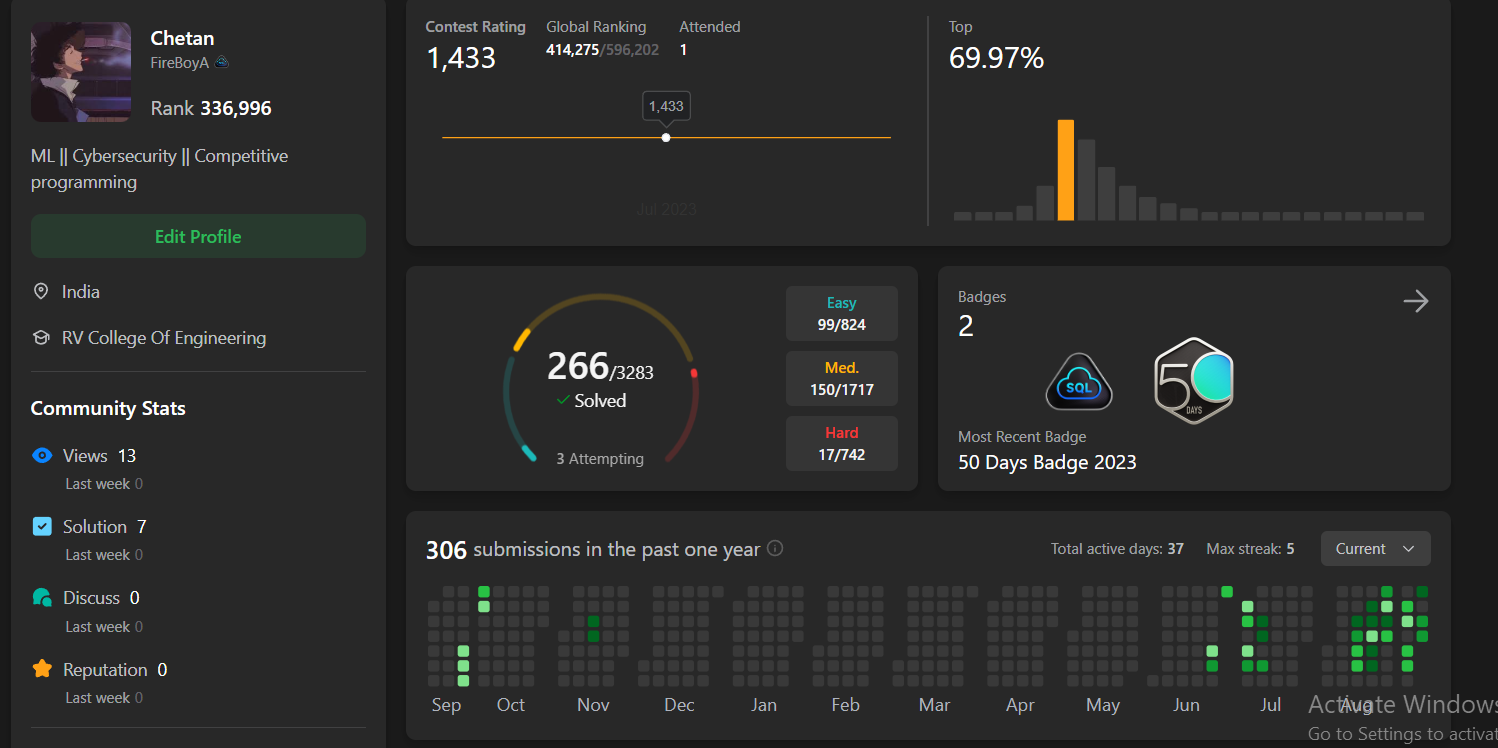 Chetan
FireBoyA
Rank 336,996
ML || Cybersecurity || Competitive
programming
Edit Profile
India
RV College Of Engineering
Community Stats
Views 13
Last week 0
Solution 7
Last week 0
Discuss 0
Last week 0
Reputation 0
Last week 0
Contest Rating
1,433
Global Ranking
414,275/596,202
Attended
1
1,433
Jul 2023
Top
69.97%
266/3283
Solved
3 Attempting
Easy
99/824
Med.
150/1717
Hard
17/742
Badges
2
SQL
50
DAYS
Most Recent Badge
50 Days Badge 2023
306 submissions in the past one year
Total active days: 37
Max streak: 5
Current
Sep Oct Nov Dec Jan Feb Mar Apr May Jun Jul Aug
Activate Windows
Go to Settings to activat